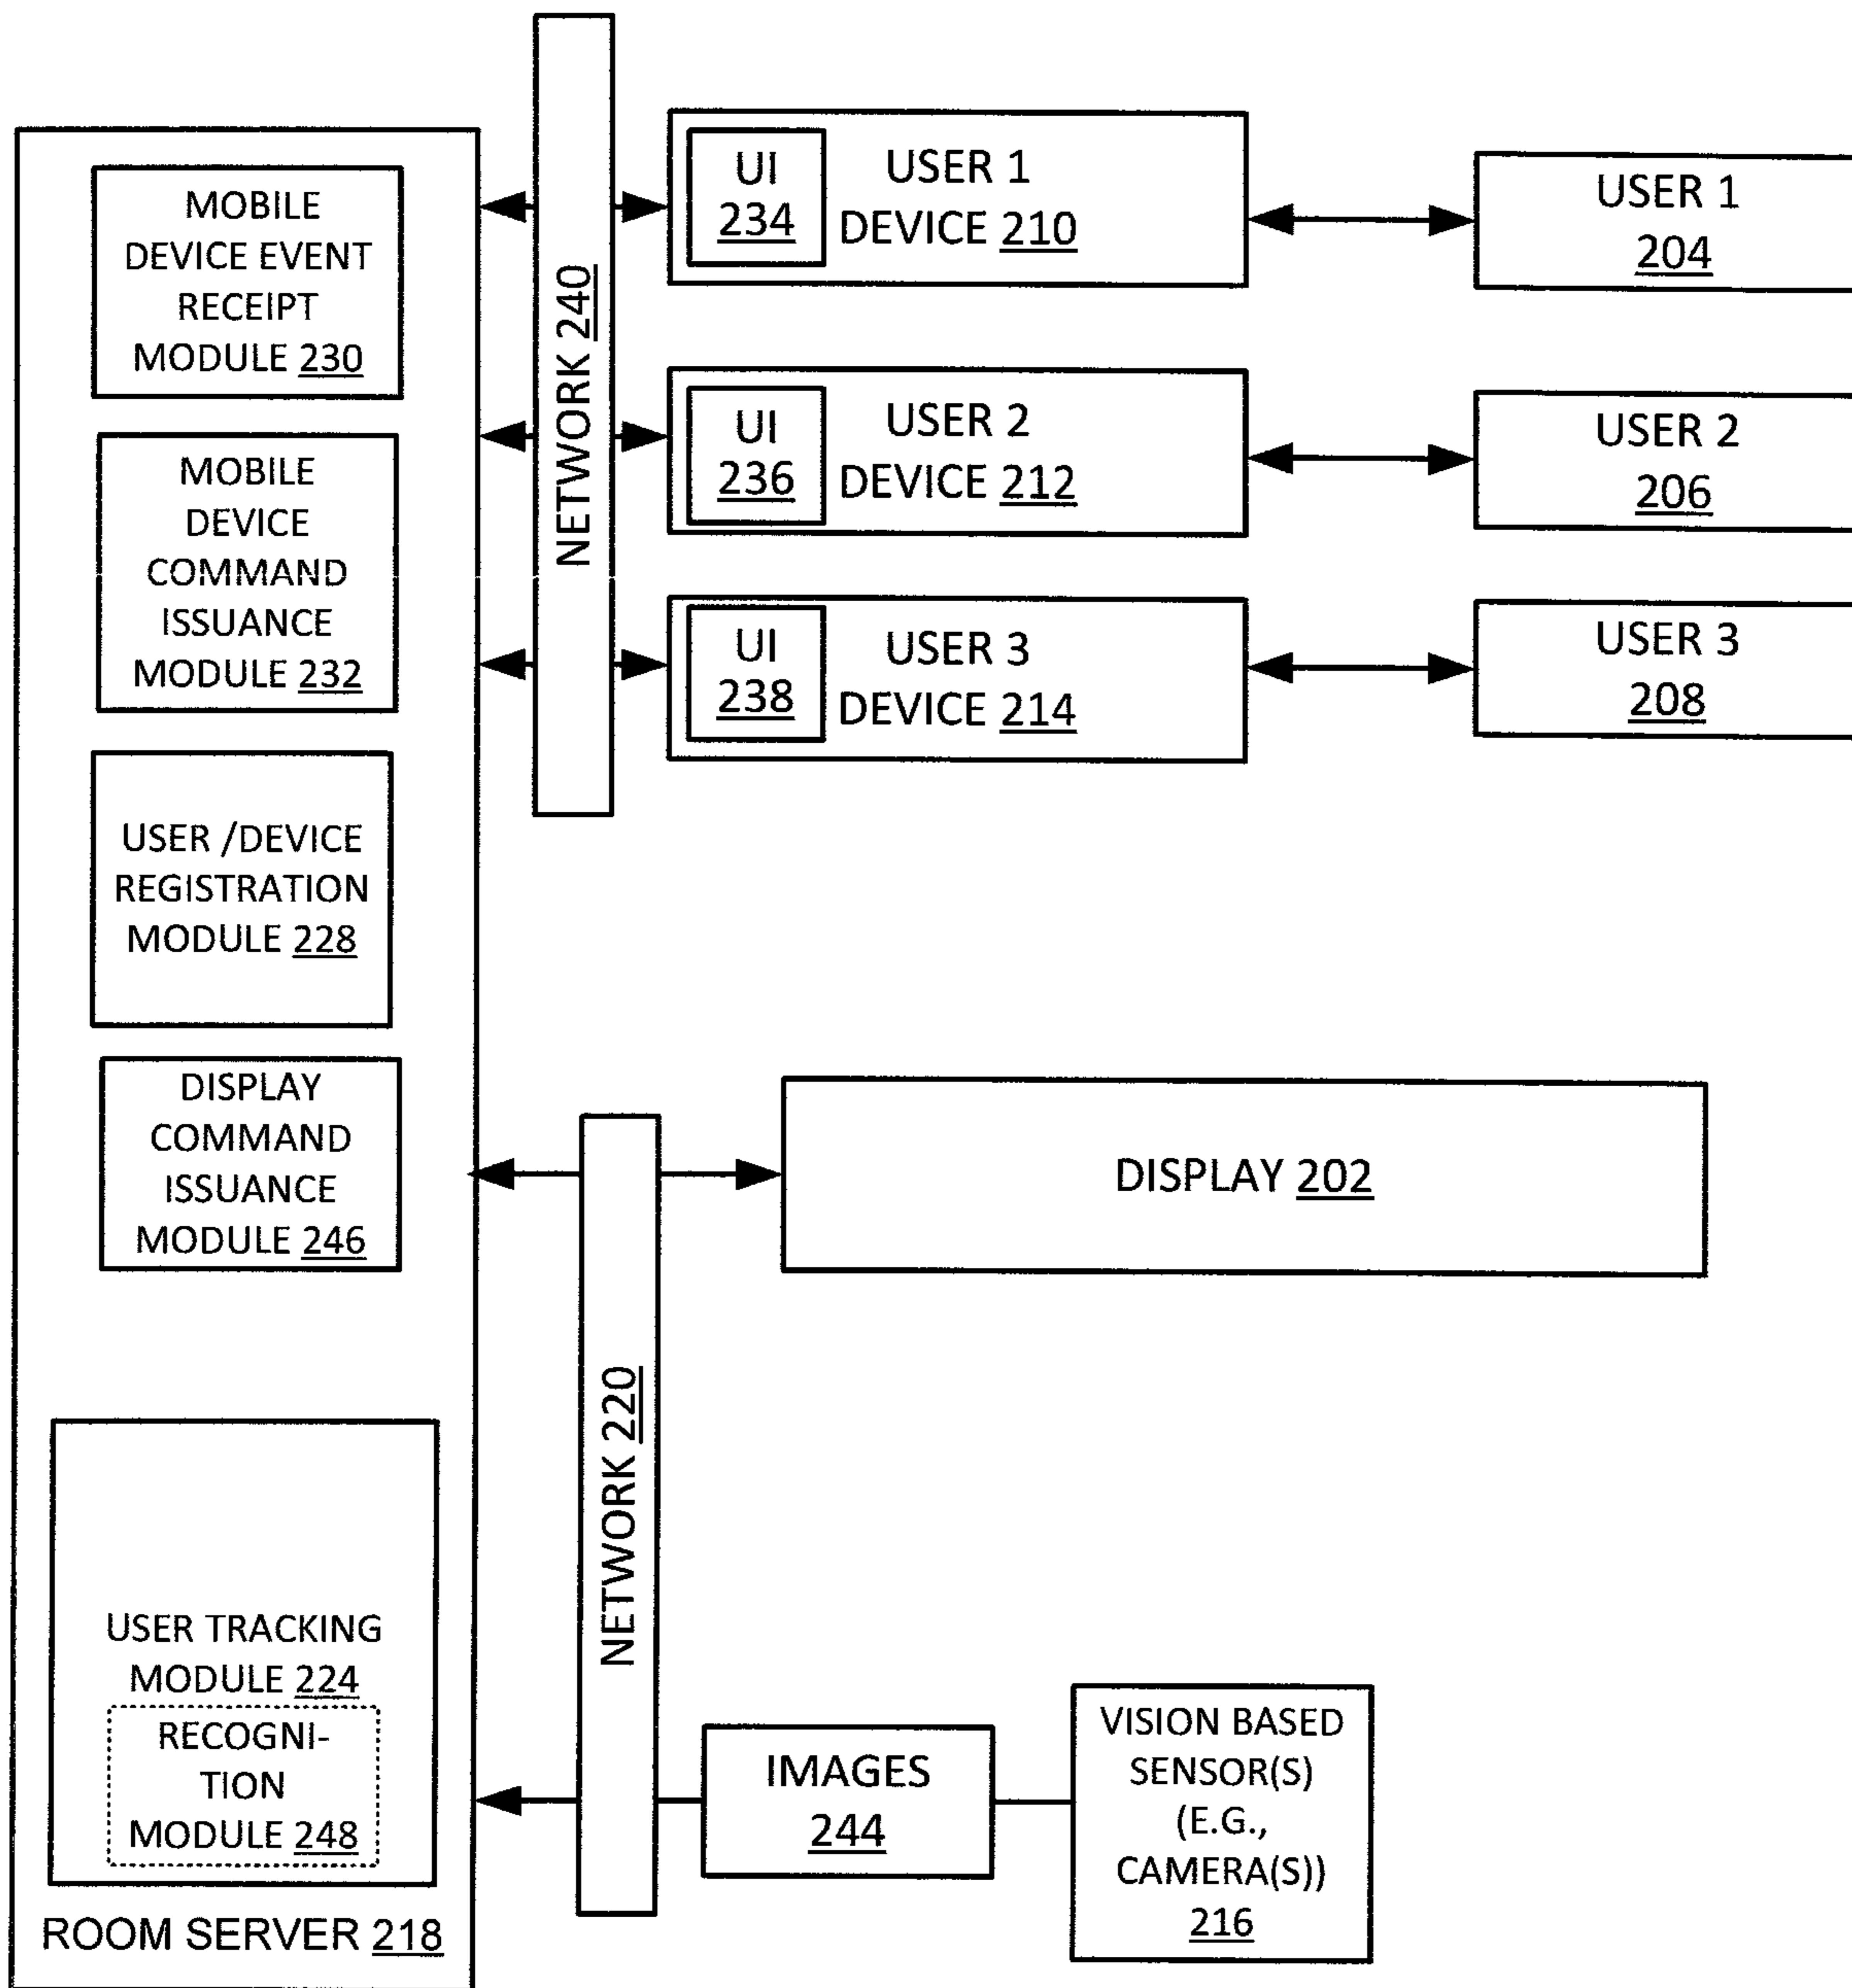 MOBILE
DEVICE EVENT
RECEIPT
MODULE 230
MOBILE
DEVICE
COMMAND
ISSUANCE
MODULE 232
USER /DEVICE
REGISTRATION
MODULE 228
DISPLAY
COMMAND
ISSUANCE
MODULE 246
USER TRACKING
MODULE 224
RECOGNI-
TION
MODULE 248
ROOM SERVER 218
NETWORK 240
UI
234
USER 1
DEVICE 210
USER 1
204
UI
236
USER 2
DEVICE 212
USER 2
206
UI
238
USER 3
DEVICE 214
USER 3
208
NETWORK 220
DISPLAY 202
IMAGES
244
VISION BASED
SENSOR(S)
(E.G.,
CAMERA(S))
216